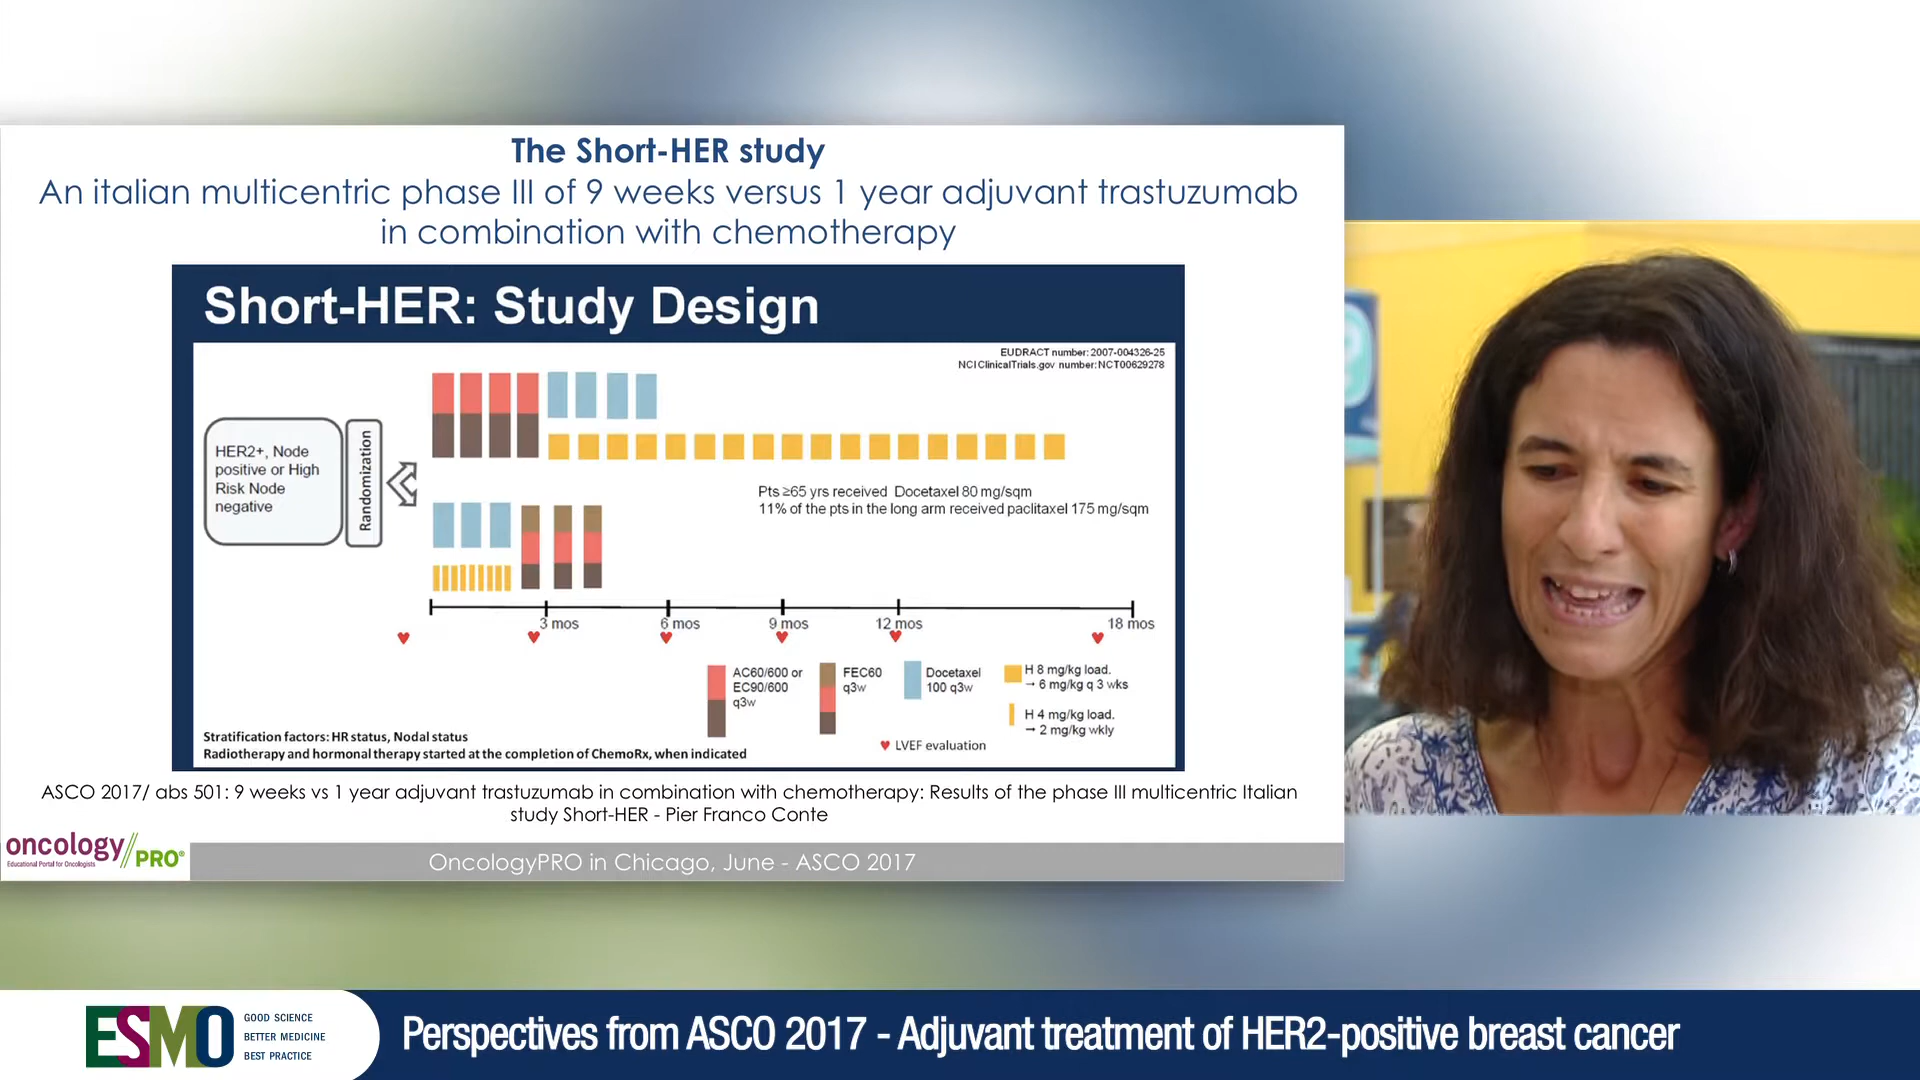 The Short-HER study
An italian multicentric phase III of 9 weeks versus 1 year adjuvant trastuzumab
in combination with chemotherapy
Short-HER: Study Design
EUDRACT number: 2007-004326-25
NCI ClinicalTrials.gov number: NCT00629278
HER2+, Node
positive or High
Risk Node
negative
Randomization
Pts ≥65 yrs received Docetaxel 80 mg/sqm
11% of the pts in the long arm received paclitaxel 175 mg/sqm
3 mos
6 mos
9 mos
12 mos
18 mos
AC60/600 or
EC90/600
q3w
FEC60
q3w
Docetaxel
100 q3w
H 8 mg/kg load.
→ 6 mg/kg q 3 wks
H 4 mg/kg load.
→ 2 mg/kg wkly
LVEF evaluation
Stratification factors: HR status, Nodal status
Radiotherapy and hormonal therapy started at the completion of ChemoRx, when indicated
ASCO 2017/ abs 501: 9 weeks vs 1 year adjuvant trastuzumab in combination with chemotherapy: Results of the phase III multicentric Italian
study Short-HER - Pier Franco Conte
oncology//PRO®
Educational Portal for Oncologists
OncologyPRO in Chicago, June - ASCO 2017
ESMO
GOOD SCIENCE
BETTER MEDICINE
BEST PRACTICE
Perspectives from ASCO 2017 - Adjuvant treatment of HER2-positive breast cancer